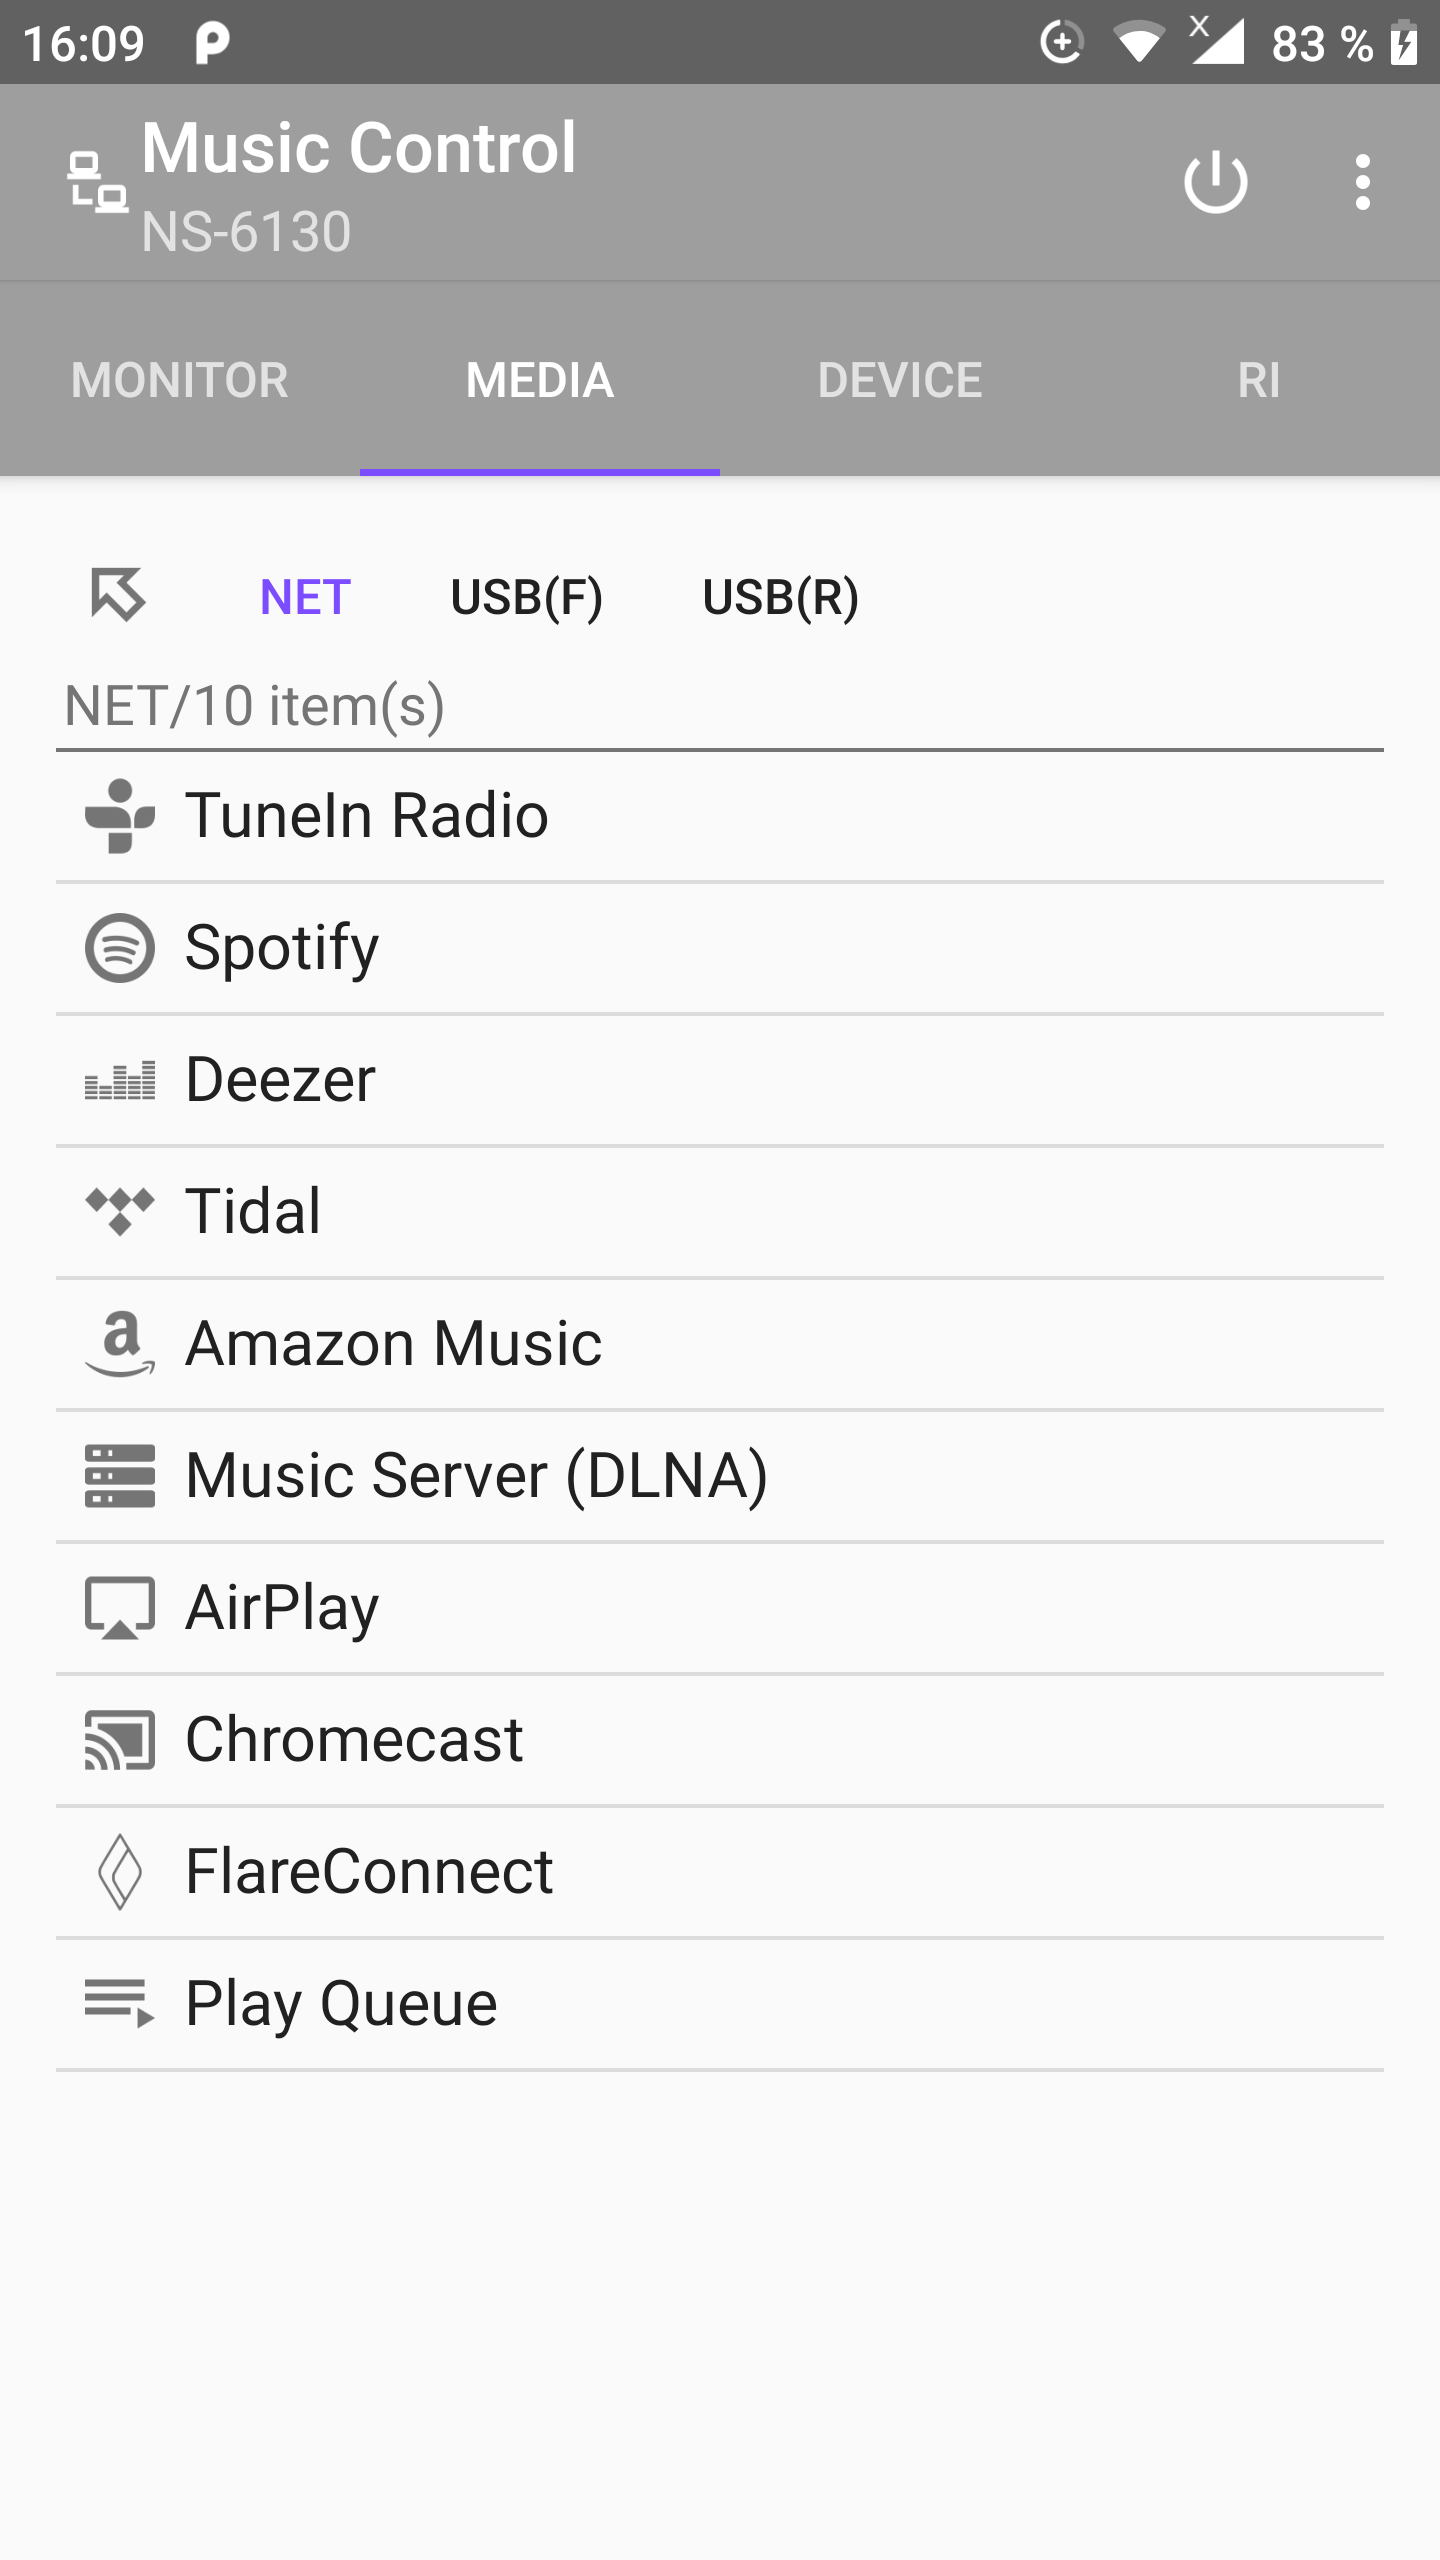 16:09 83 %
Music Control
NS-6130
MONITOR MEDIA DEVICE RI
NET USB(F) USB(R)
NET/10 item(s)
TuneIn Radio
Spotify
Deezer
Tidal
Amazon Music
Music Server (DLNA)
AirPlay
Chromecast
FlareConnect
Play Queue